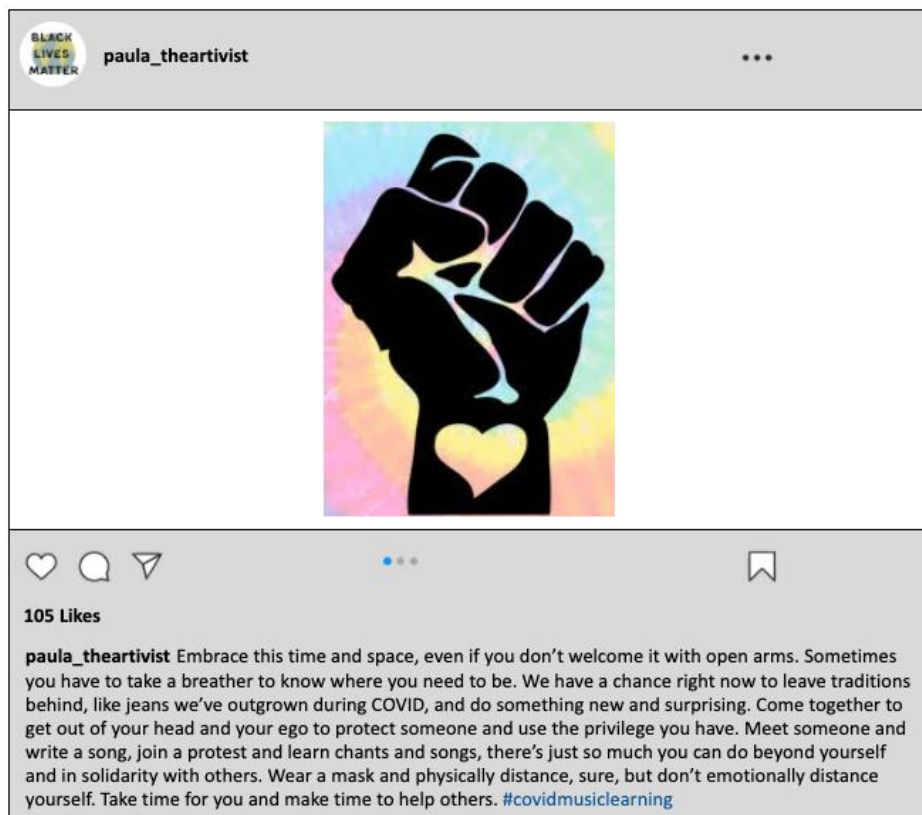 BLACK
LIVES
MATTER
paula_theartivist
105 Likes
paula_theartivist Embrace this time and space, even if you don’t welcome it with open arms. Sometimes
you have to take a breather to know where you need to be. We have a chance right now to leave traditions
behind, like jeans we’ve outgrown during COVID, and do something new and surprising. Come together to
get out of your head and your ego to protect someone and use the privilege you have. Meet someone and
write a song, join a protest and learn chants and songs, there’s just so much you can do beyond yourself
and in solidarity with others. Wear a mask and physically distance, sure, but don’t emotionally distance
yourself. Take time for you and make time to help others. #covidmusiclearning